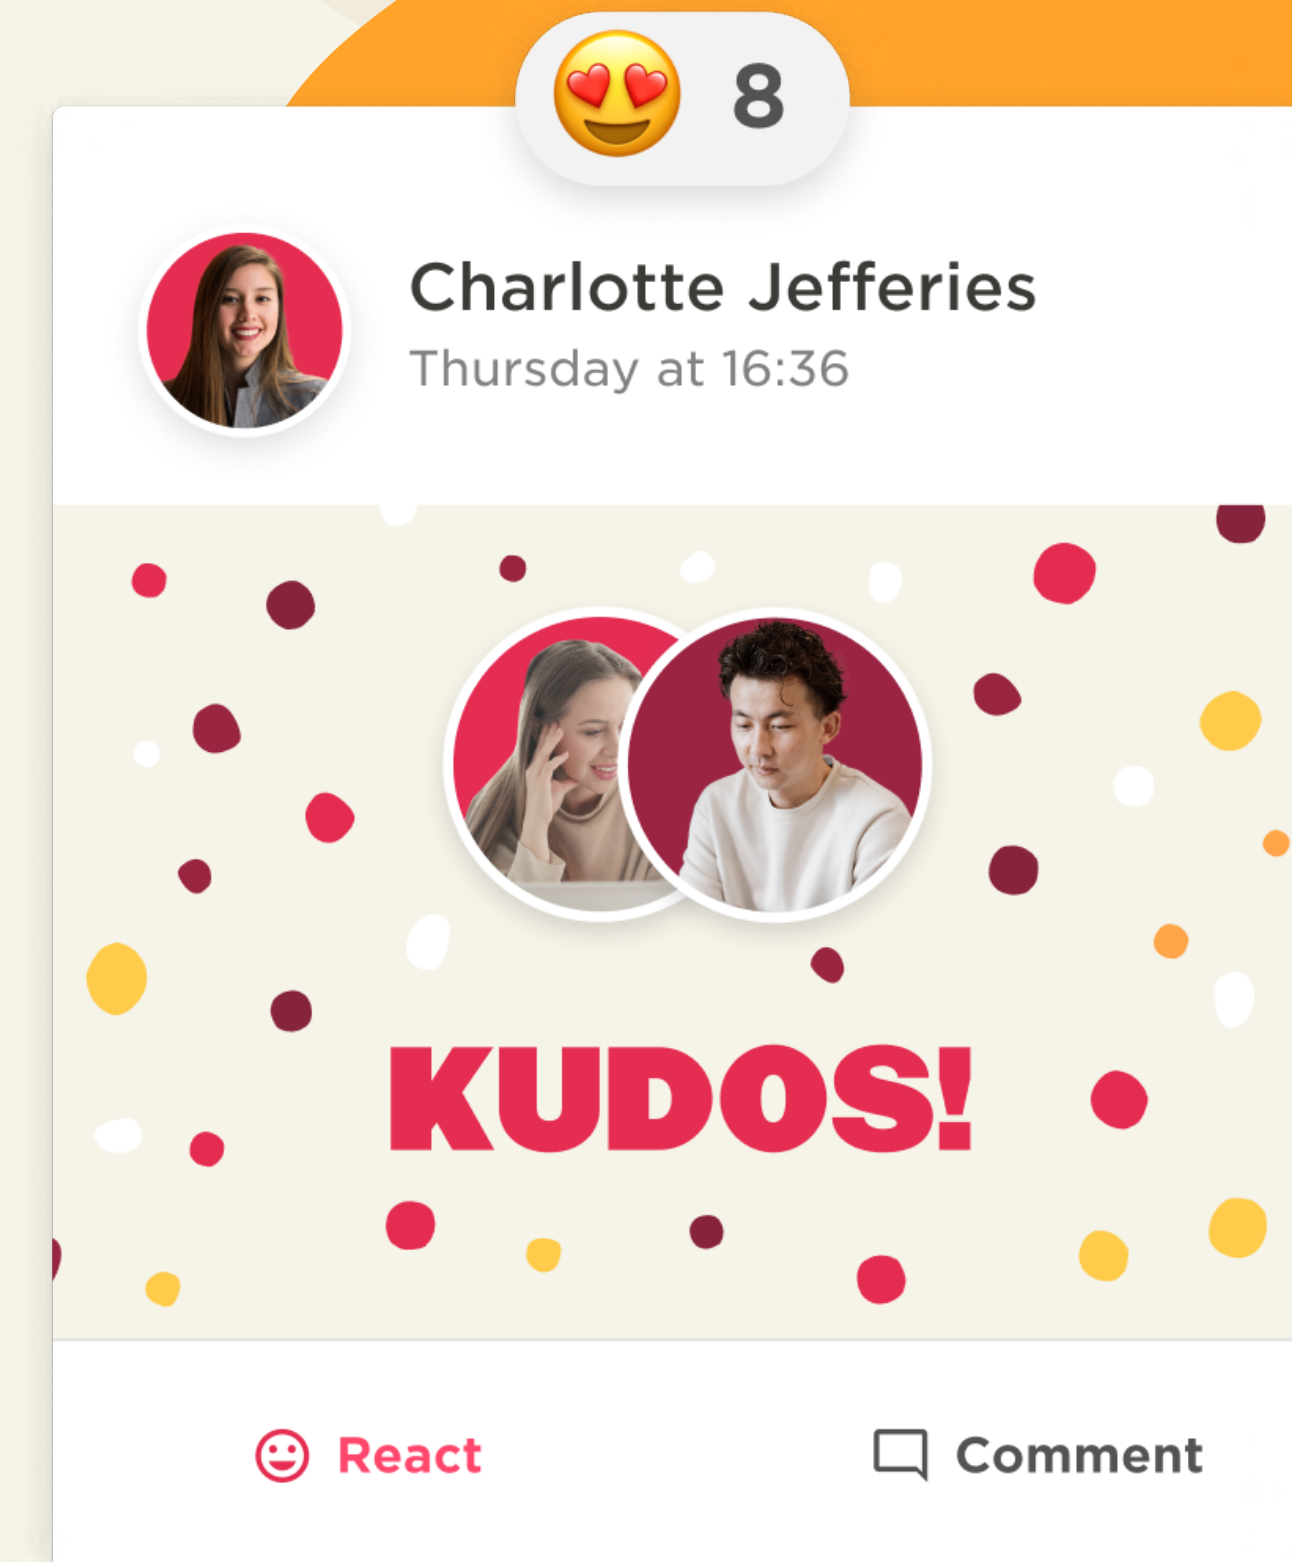 8
Charlotte Jefferies
Thursday at 16:36
KUDOS!
React
Comment